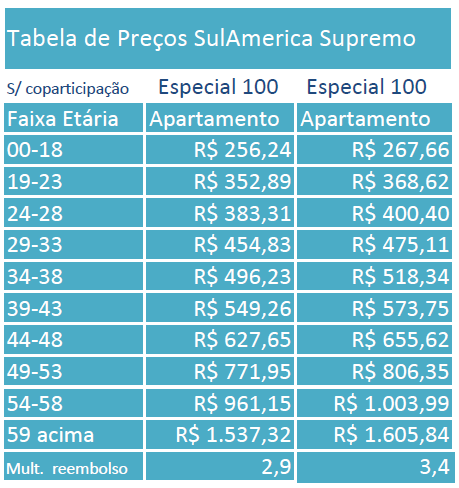 Tabela de Preços SulAmerica Supremo
S/ coparticipação Especial 100 Especial 100
Faixa Etária Apartamento Apartamento
00-18 R$ 256,24 R$ 267,66
19-23 R$ 352,89 R$ 368,62
24-28 R$ 383,31 R$ 400,40
29-33 R$ 454,83 R$ 475,11
34-38 R$ 496,23 R$ 518,34
39-43 R$ 549,26 R$ 573,75
44-48 R$ 627,65 R$ 655,62
49-53 R$ 771,95 R$ 806,35
54-58 R$ 961,15 R$ 1.003,99
59 acima R$ 1.537,32 R$ 1.605,84
Mult. reembolso 2,9 3,4